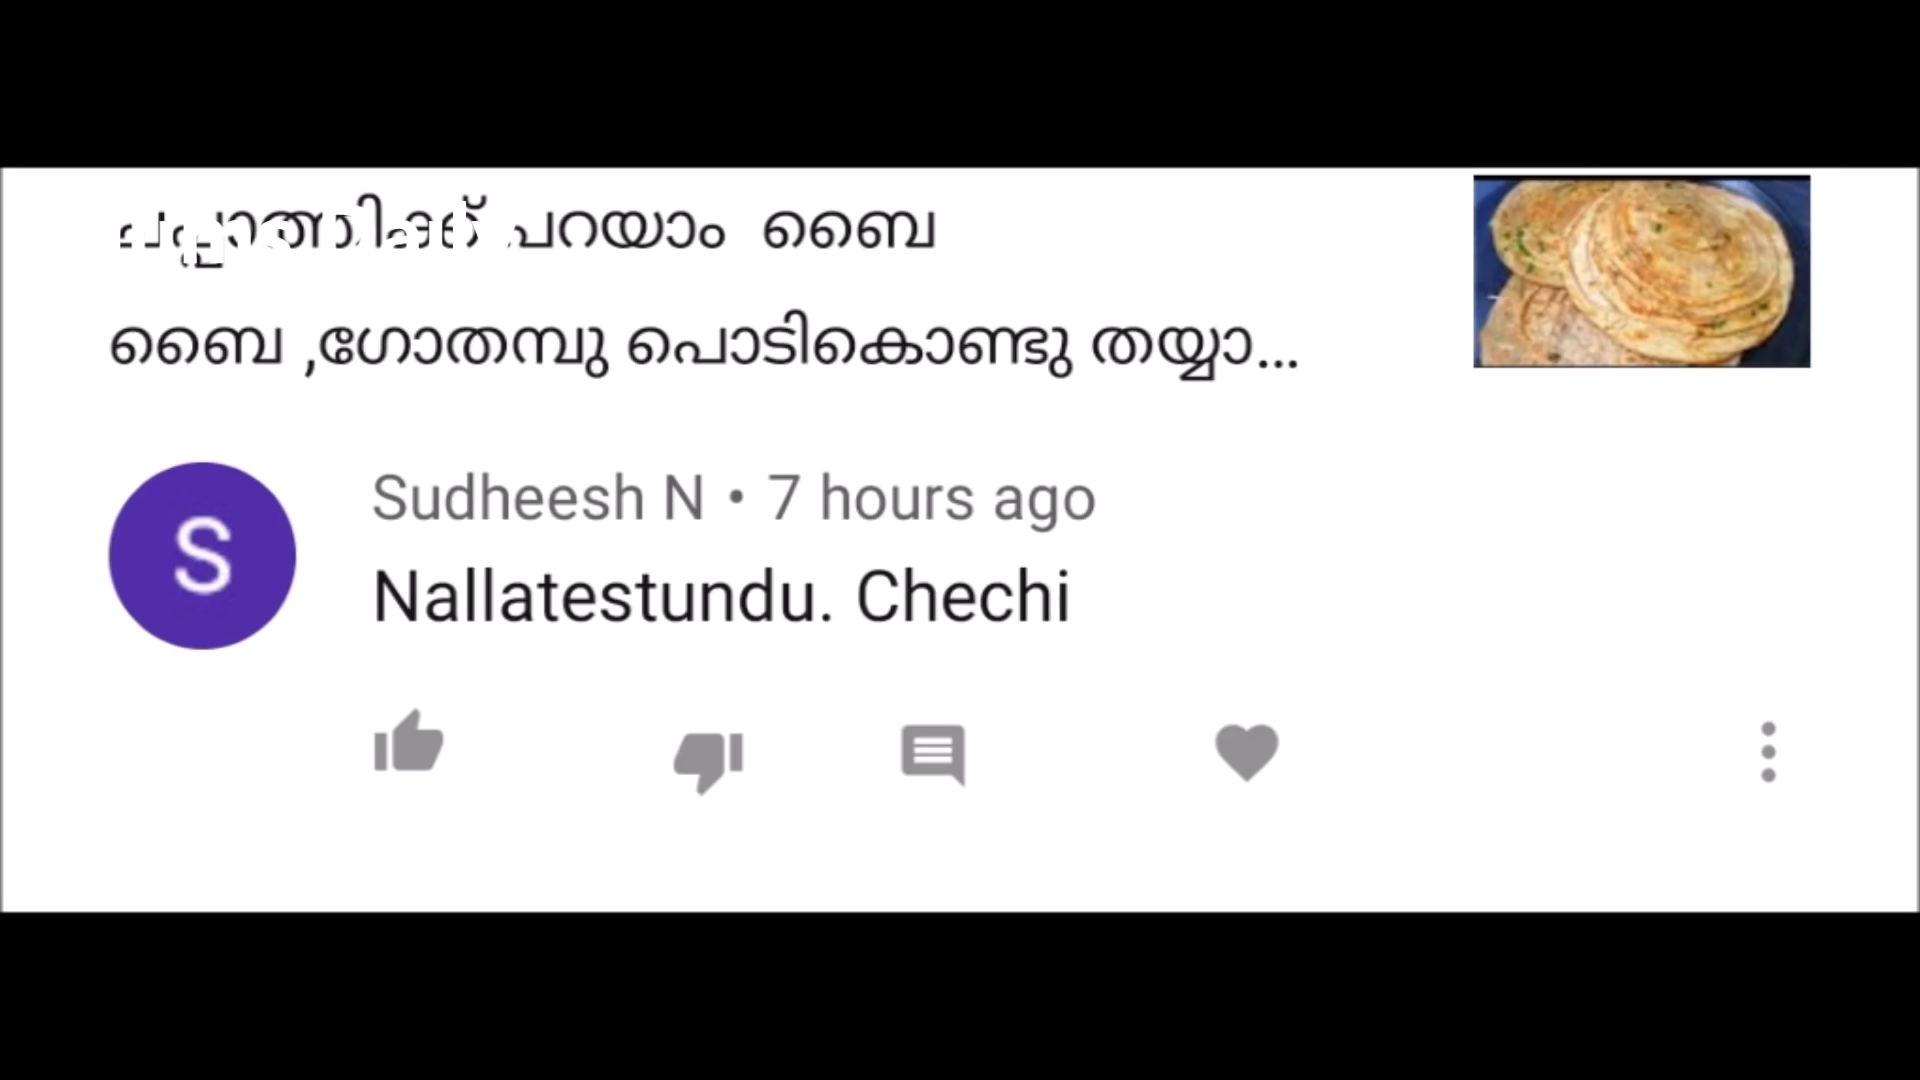 പറയാം ബൈ
ബൈ ,ഗോതമ്പു പൊടികൊണ്ടു തയ്യാ...
S
Sudheesh N • 7 hours ago
Nallatestundu. Chechi